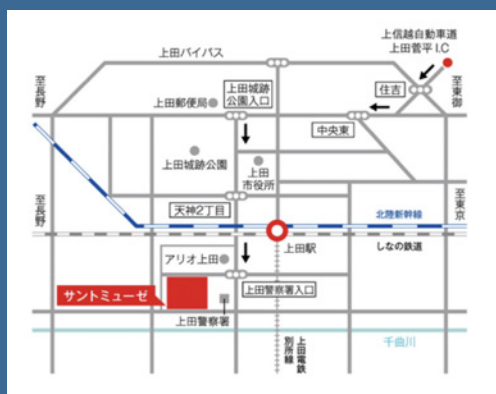 上信越自動車道
上田菅平 I.C
上田バイパス
至長野
上田城跡
公園入口
住吉
至東御
上田郵便局
中央東
上田城跡公園
上田
市役所
天神2丁目
北陸新幹線
至長野
至東京
上田駅
しなの鉄道
アリオ上田
サントミューゼ
上田警察署入口
上田警察署
上田電鉄
別所線
千曲川